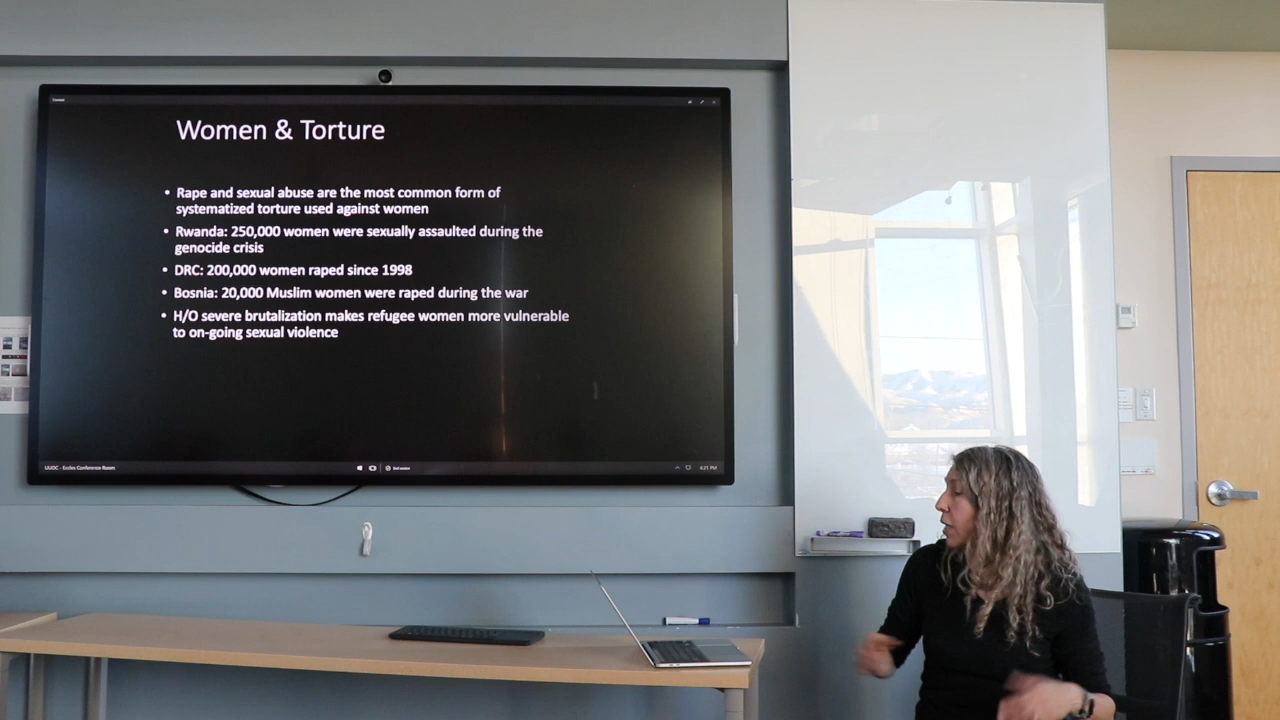 Women & Torture
• Rape and sexual abuse are the most common form of
systematized torture used against women
• Rwanda: 250,000 women were sexually assaulted during the
genocide crisis
• DRC: 200,000 women raped since 1998
• Bosnia: 20,000 Muslim women were raped during the war
• H/O severe brutalization makes refugee women more vulnerable
to on-going sexual violence
4:21 PM